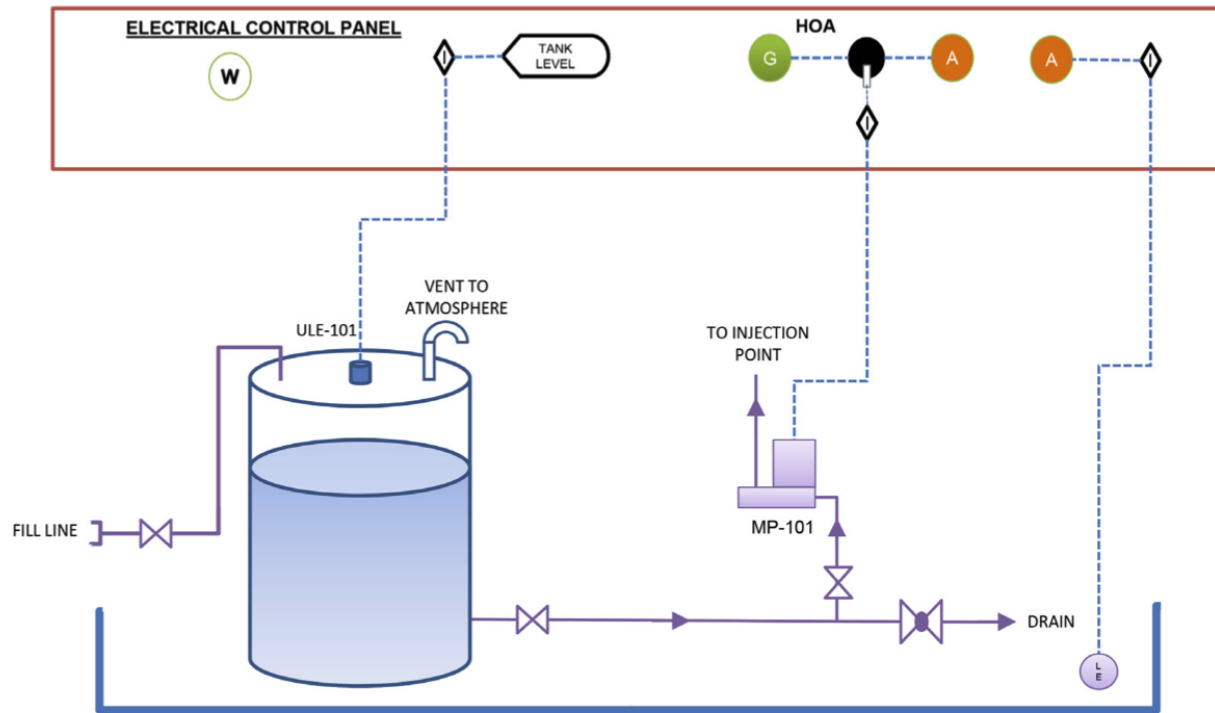 ELECTRICAL CONTROL PANEL
W
I
TANK
LEVEL
HOA
G
A
I
A
I
VENT TO
ATMOSPHERE
ULE-101
TO INJECTION
POINT
FILL LINE
MP-101
DRAIN
L
E